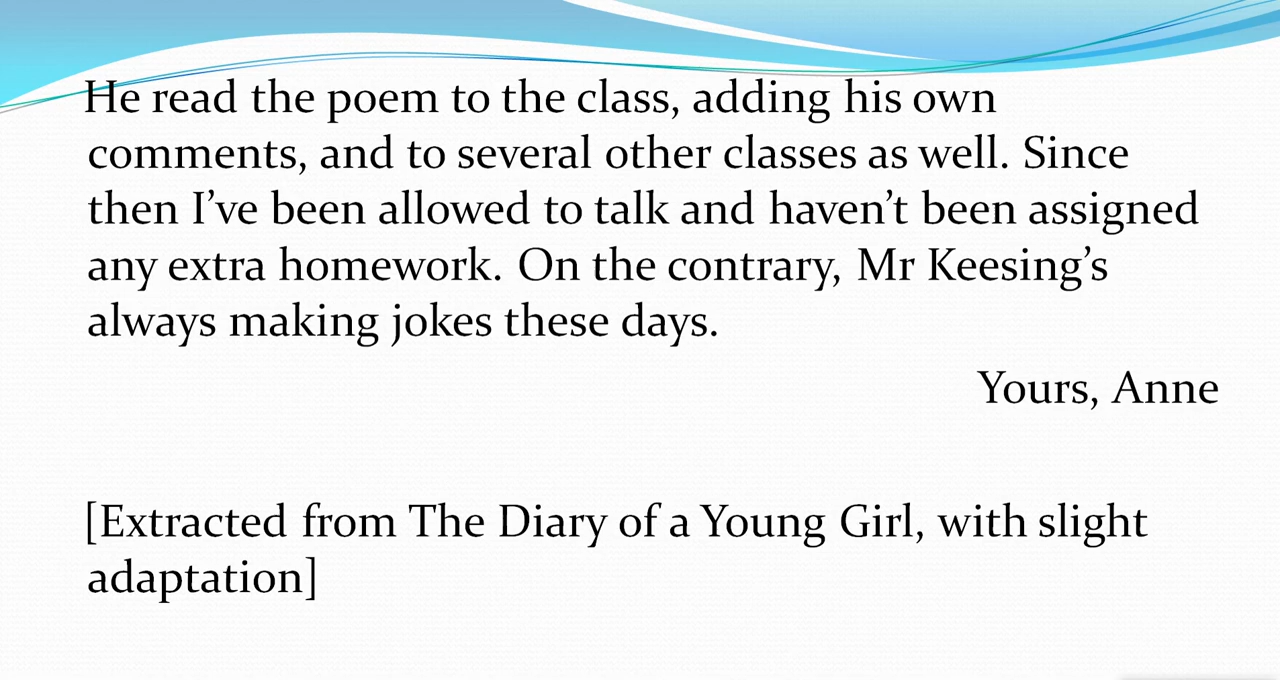 He read the poem to the class, adding his own
comments, and to several other classes as well. Since
then I’ve been allowed to talk and haven’t been assigned
any extra homework. On the contrary, Mr Keesing’s
always making jokes these days.
Yours, Anne
[Extracted from The Diary of a Young Girl, with slight
adaptation]